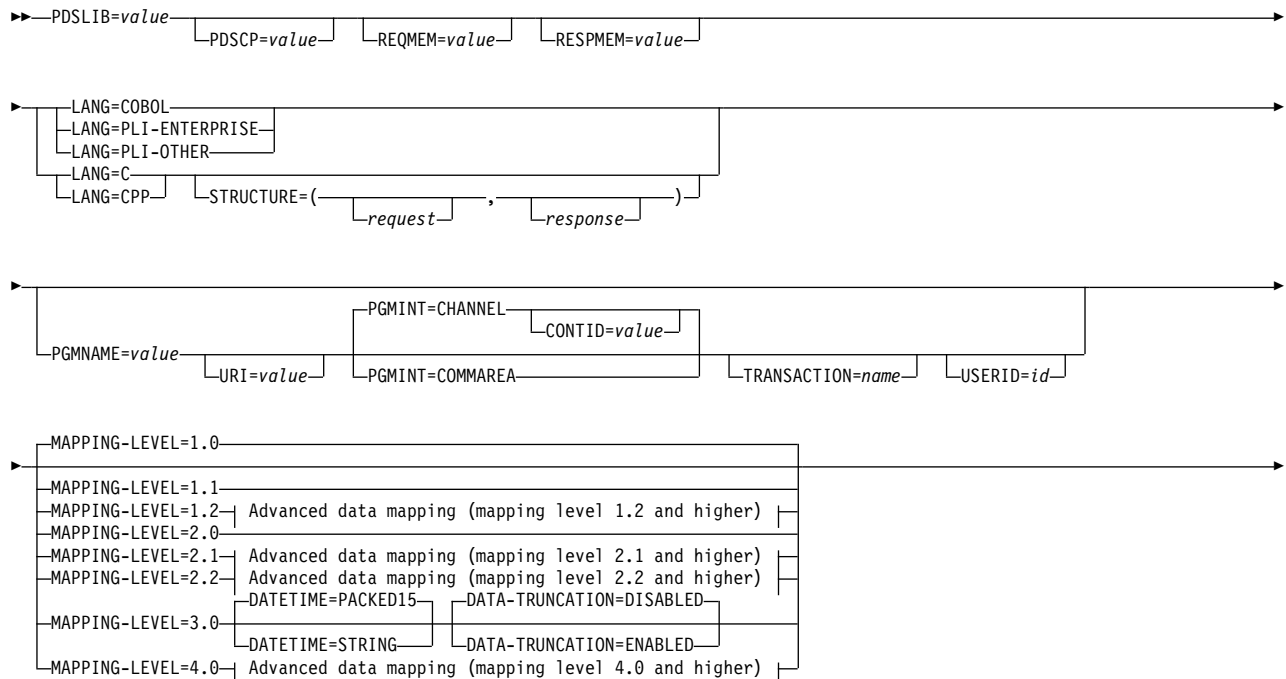 PDSLIB=value
PDSCP=value REQMEM=value RESPMEM=value
LANG=COBOL
LANG=PLI-ENTERPRISE
LANG=PLI-OTHER
LANG=C
LANG=CPP STRUCTURE=( , )
request response
PGMINT=CHANNEL
CONTID=value
PGMNAME=value
URI=value PGMINT=COMMAREA TRANSACTION=name USERID=id
MAPPING-LEVEL=1.0
MAPPING-LEVEL=1.1
MAPPING-LEVEL=1.2 Advanced data mapping (mapping level 1.2 and higher)
MAPPING-LEVEL=2.0
MAPPING-LEVEL=2.1 Advanced data mapping (mapping level 2.1 and higher)
MAPPING-LEVEL=2.2 Advanced data mapping (mapping level 2.2 and higher)
DATETIME=PACKED15 DATA-TRUNCATION=DISABLED
MAPPING-LEVEL=3.0
DATETIME=STRING DATA-TRUNCATION=ENABLED
MAPPING-LEVEL=4.0 Advanced data mapping (mapping level 4.0 and higher)